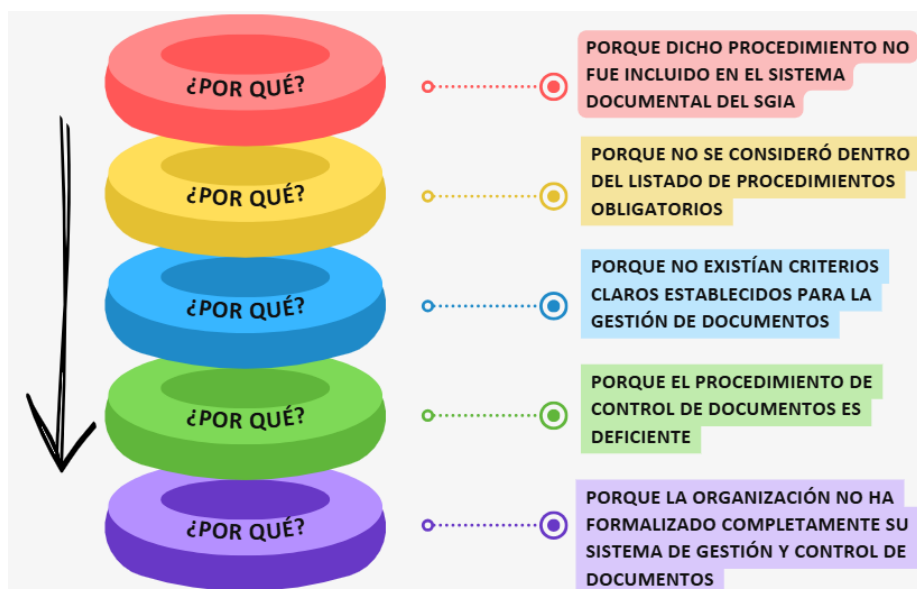 ¿POR QUÉ?
PORQUE DICHO PROCEDIMIENTO NO
FUE INCLUIDO EN EL SISTEMA
DOCUMENTAL DEL SGIA
¿POR QUÉ?
PORQUE NO SE CONSIDERÓ DENTRO
DEL LISTADO DE PROCEDIMIENTOS
OBLIGATORIOS
¿POR QUÉ?
PORQUE NO EXISTÍAN CRITERIOS
CLAROS ESTABLECIDOS PARA LA
GESTIÓN DE DOCUMENTOS
¿POR QUÉ?
PORQUE EL PROCEDIMIENTO DE
CONTROL DE DOCUMENTOS ES
DEFICIENTE
¿POR QUÉ?
PORQUE LA ORGANIZACIÓN NO HA
FORMALIZADO COMPLETAMENTE SU
SISTEMA DE GESTIÓN Y CONTROL DE
DOCUMENTOS